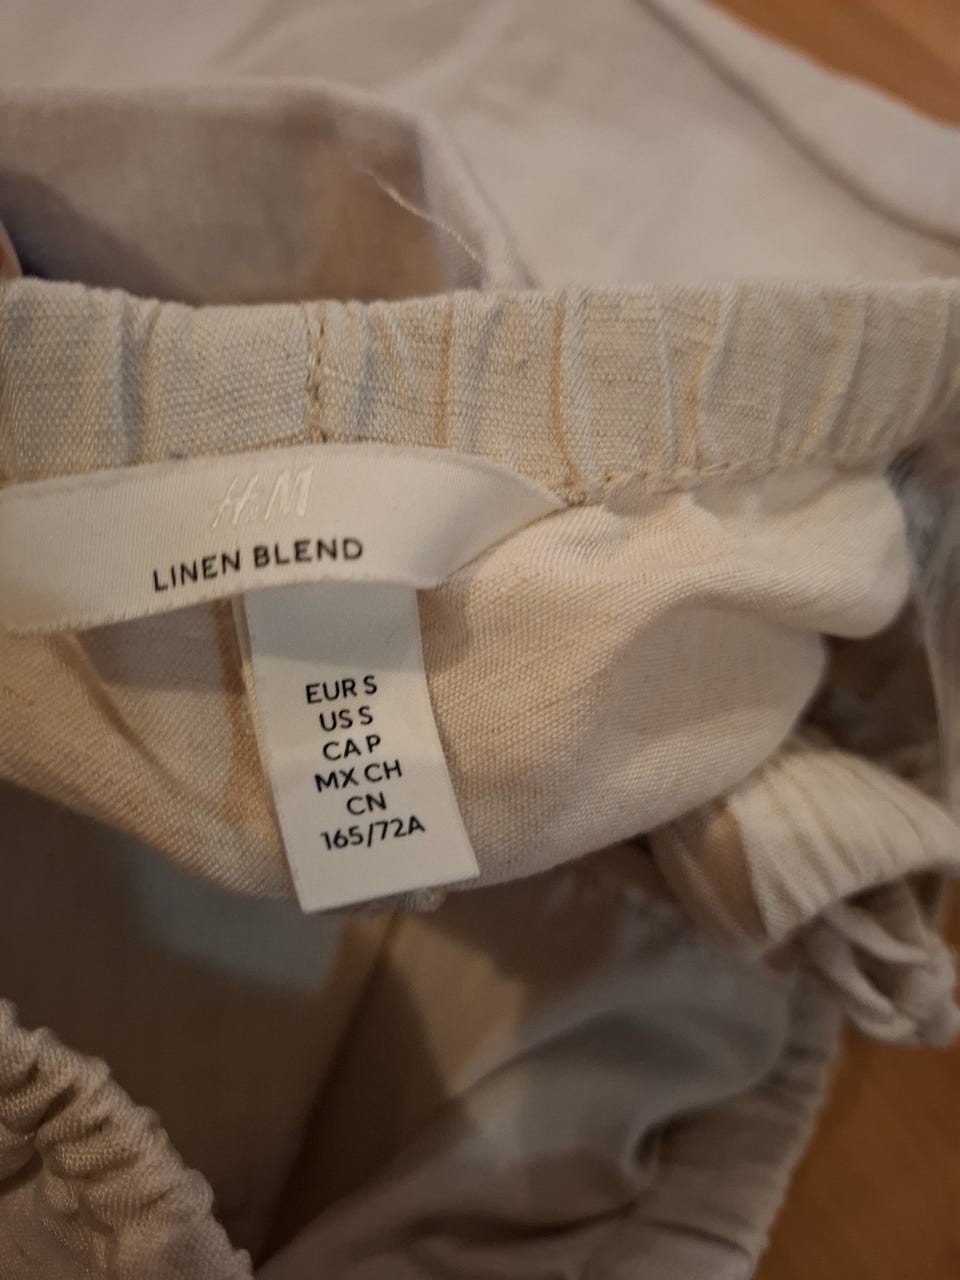 H&M
LINEN BLEND
EUR S
US S
CA P
MX CH
CN
165/72A